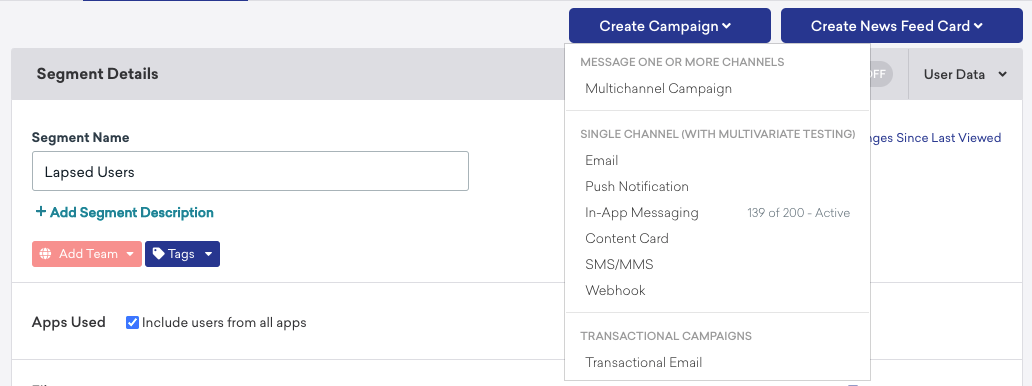 Create Campaign
Create News Feed Card
MESSAGE ONE OR MORE CHANNELS
Multichannel Campaign
SINGLE CHANNEL (WITH MULTIVARIATE TESTING)
Email
Push Notification
In-App Messaging 139 of 200 - Active
Content Card
SMS/MMS
Webhook
TRANSACTIONAL CAMPAIGNS
Transactional Email
Segment Details
User Data
Segment Name
Since Last Viewed
Lapsed Users
+ Add Segment Description
Add Team
Tags
Apps Used
Include users from all apps